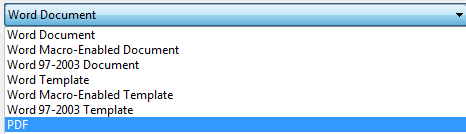 Word Document
Word Document
Word Macro-Enabled Document
Word 97-2003 Document
Word Template
Word Macro-Enabled Template
Word 97-2003 Template
PDF